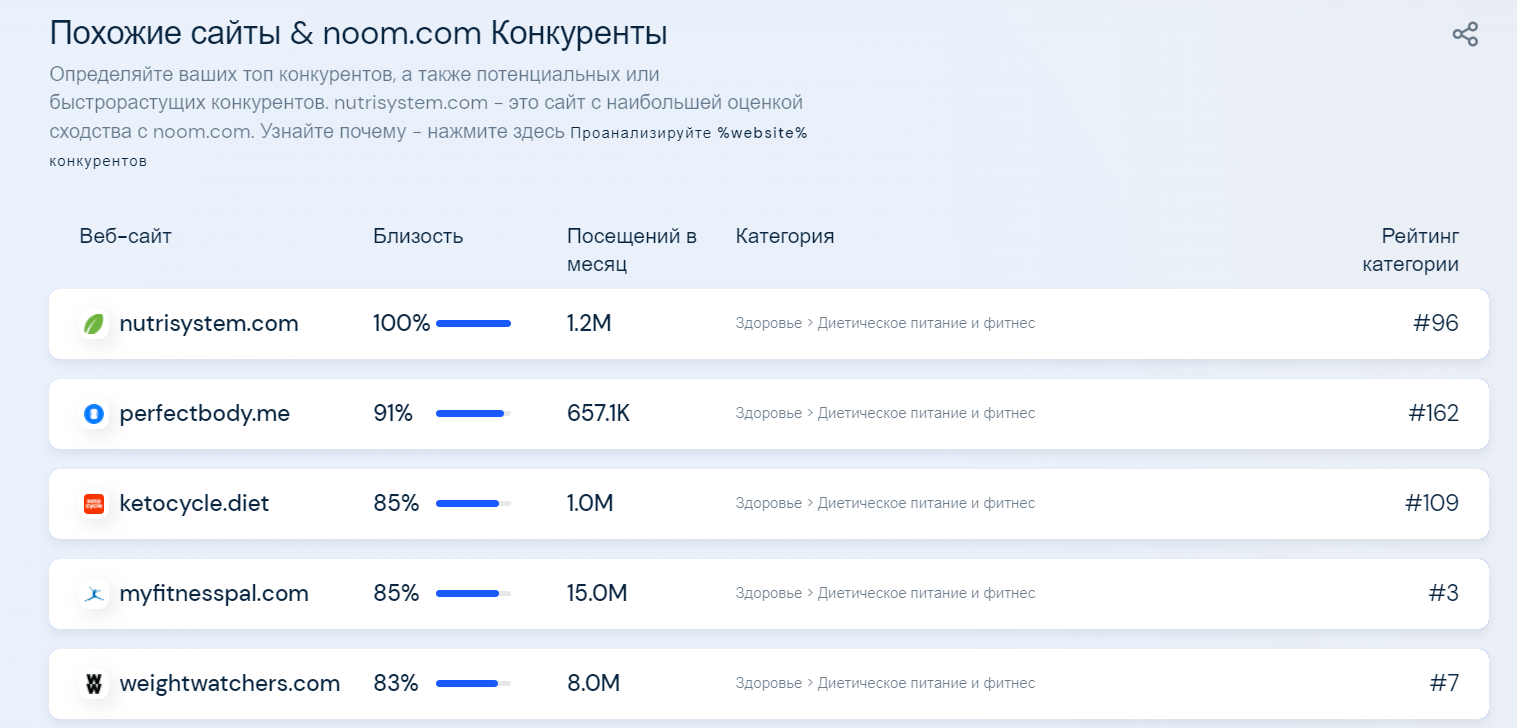 Похожие сайты & noom.com Конкуренты
Определяйте ваших топ конкурентов, а также потенциальных или
быстрорастущих конкурентов. nutrisystem.com – это сайт с наибольшей оценкой
сходства с noom.com. Узнайте почему – нажмите здесь Проанализируйте %website%
конкурентов
Веб-сайт Близость Посещений в месяц Категория Рейтинг категории
nutrisystem.com 100% 1.2M Здоровье > Диетическое питание и фитнес #96
perfectbody.me 91% 657.1K Здоровье > Диетическое питание и фитнес #162
ketocycle.diet 85% 1.0M Здоровье > Диетическое питание и фитнес #109
myfitnesspal.com 85% 15.0M Здоровье > Диетическое питание и фитнес #3
weightwatchers.com 83% 8.0M Здоровье > Диетическое питание и фитнес #7